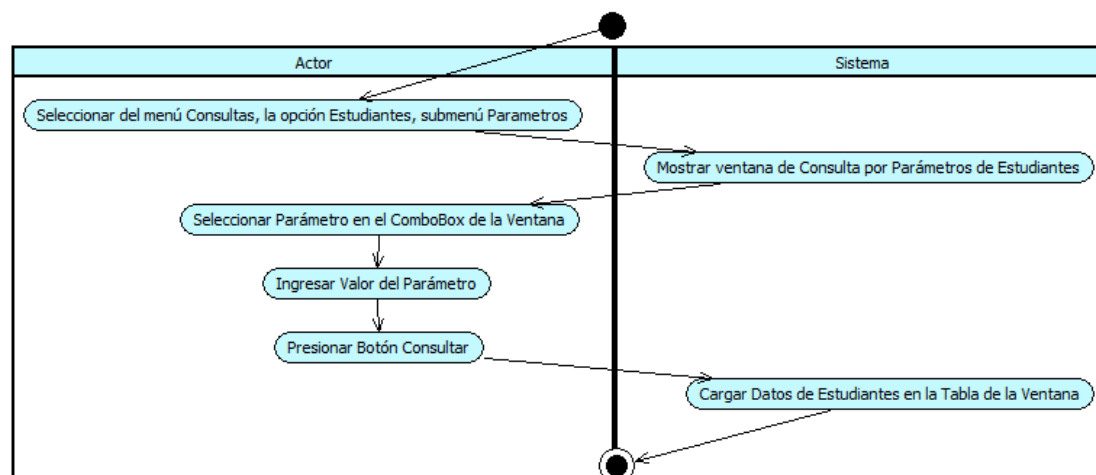 Actor
Sistema
Seleccionar del menú Consultas, la opción Estudiantes, submenú Parametros
Mostrar ventana de Consulta por Parámetros de Estudiantes
Seleccionar Parámetro en el ComboBox de la Ventana
Ingresar Valor del Parámetro
Presionar Botón Consultar
Cargar Datos de Estudiantes en la Tabla de la Ventana